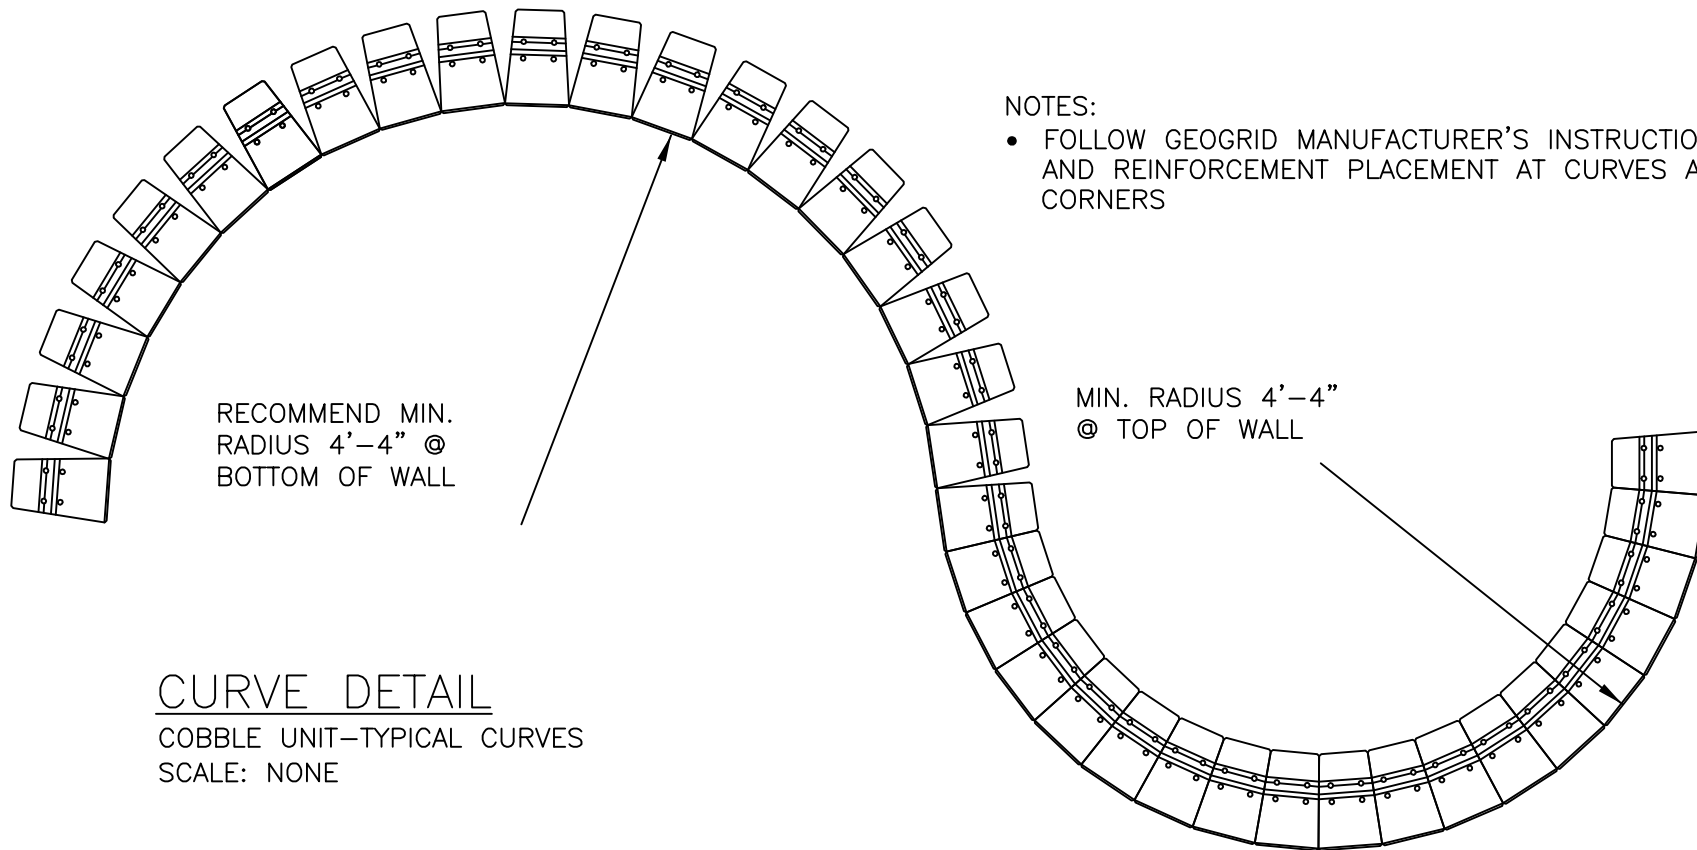 NOTES:
• FOLLOW GEOGRID MANUFACTURER'S
AND REINFORCEMENT PLACEMENT AT CURVES
CORNERS
RECOMMEND MIN.
RADIUS 4'-4" @
BOTTOM OF WALL
MIN. RADIUS 4'-4"
@ TOP OF WALL
CURVE DETAIL
COBBLE UNIT-TYPICAL CURVES
SCALE: NONE